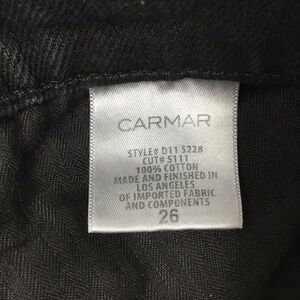 CARMAR
STYLE# D11 5228
CUT# S111
100% COTTON
MADE AND FINISHED IN
LOS ANGELES
OF IMPORTED FABRIC
AND COMPONENTS
26